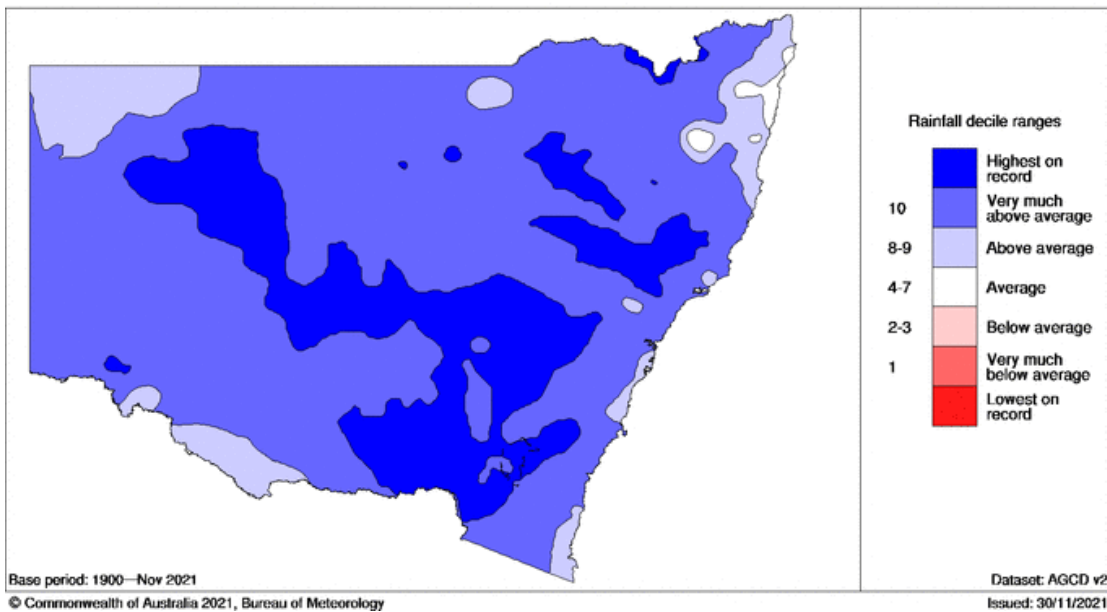 Rainfall decile ranges
Highest on
record
10
Very much
above average
8-9
Above average
4-7
Average
2-3
Below average
1
Very much
below average
Lowest on
record
Base period: 1900—Nov 2021
Dataset: AGCD v2
© Commonwealth of Australia 2021, Bureau of Meteorology
Issued: 30/11/2021